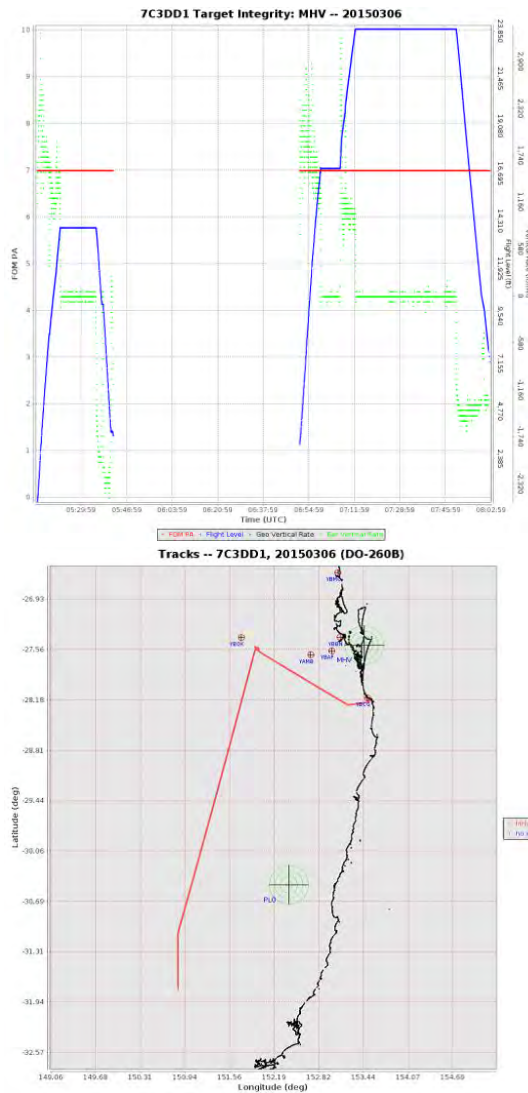 7C3DD1 Target Integrity: MHV -- 20150306
10
9
8
7
6
5
4
3
2
1
0
FOM PA
23,850
21,465
19,080
16,695
14,310
11,925
9,540
7,155
4,770
2,385
Flight Level (ft)
2,900
2,320
1,740
1,160
580
0
-580
-1,160
-1,740
-2,320
05:29:59 05:46:59 06:03:59 06:20:59 06:37:59 06:54:59 07:11:59 07:28:59 07:45:59 08:02:59
Time (UTC)
FOM PA Flight Level Geo Vertical Rate Bar Vertical Rate
Tracks -- 7C3DD1, 20150306 (DO-260B)
-26.93
-27.56
-28.18
-28.81
-29.44
-30.06
-30.69
-31.31
-31.94
-32.57
Latitude (deg)
YBOK
YAMB
YBAF
YBBN
MHV
YBCG
PLO
149.06 149.68 150.31 150.94 151.56 152.19 152.82 153.44 154.07 154.69
Longitude (deg)